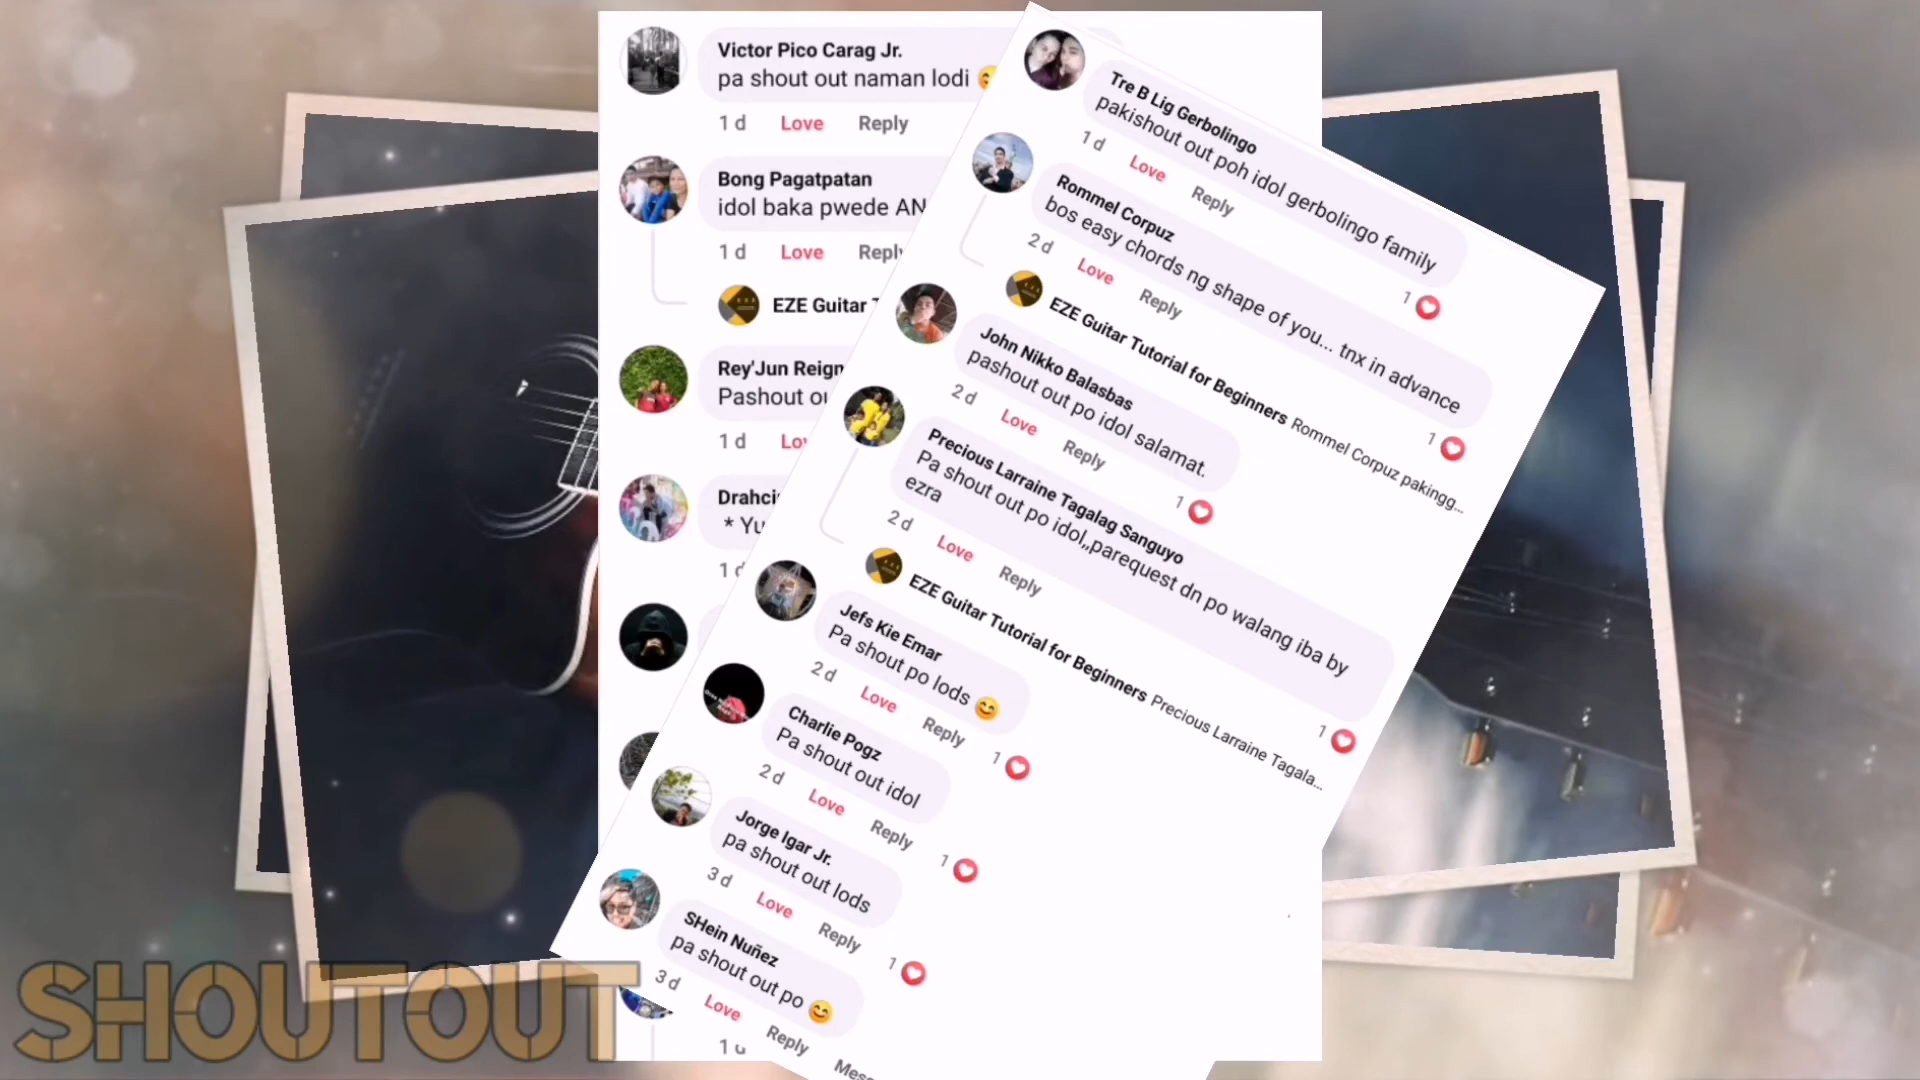 Victor Pico Carag Jr.
pa shout out naman lodi
1 d Love Reply
Bong Pagatpatan
idol baka pwede AN
1 d Love Reply
EZE Guitar
Rey'Jun Reign
Pashout
1 d
* Yu
Tre B Lig Gerbolingo
pakishout out poh idol gerbolingo family
1 d Love Reply 1
Rommel Corpuz
bos easy chords ng shape of you... tnx in advance
2 d Love Reply 1
EZE Guitar Tutorial for Beginners Rommel Corpuz pakingg...
John Nikko Balasbas
pashout out po idol salamat.
2 d Love Reply 1
Precious Larraine Tagalag Sanguyo
Pa shout out po idol,,parequest dn po walang iba by
ezra
2 d Love Reply 1
EZE Guitar Tutorial for Beginners Precious Larraine Tagala...
Jefs Kie Emar
Pa shout po lods 😊
2 d Love Reply 1
Charlie Pogz
Pa shout out idol
2 d Love Reply 1
Jorge Igar Jr.
pa shout out lods
3 d Love Reply 1
SHein Nuñez
pa shout out po 😊
3 d Love Reply
SHOUTOUT